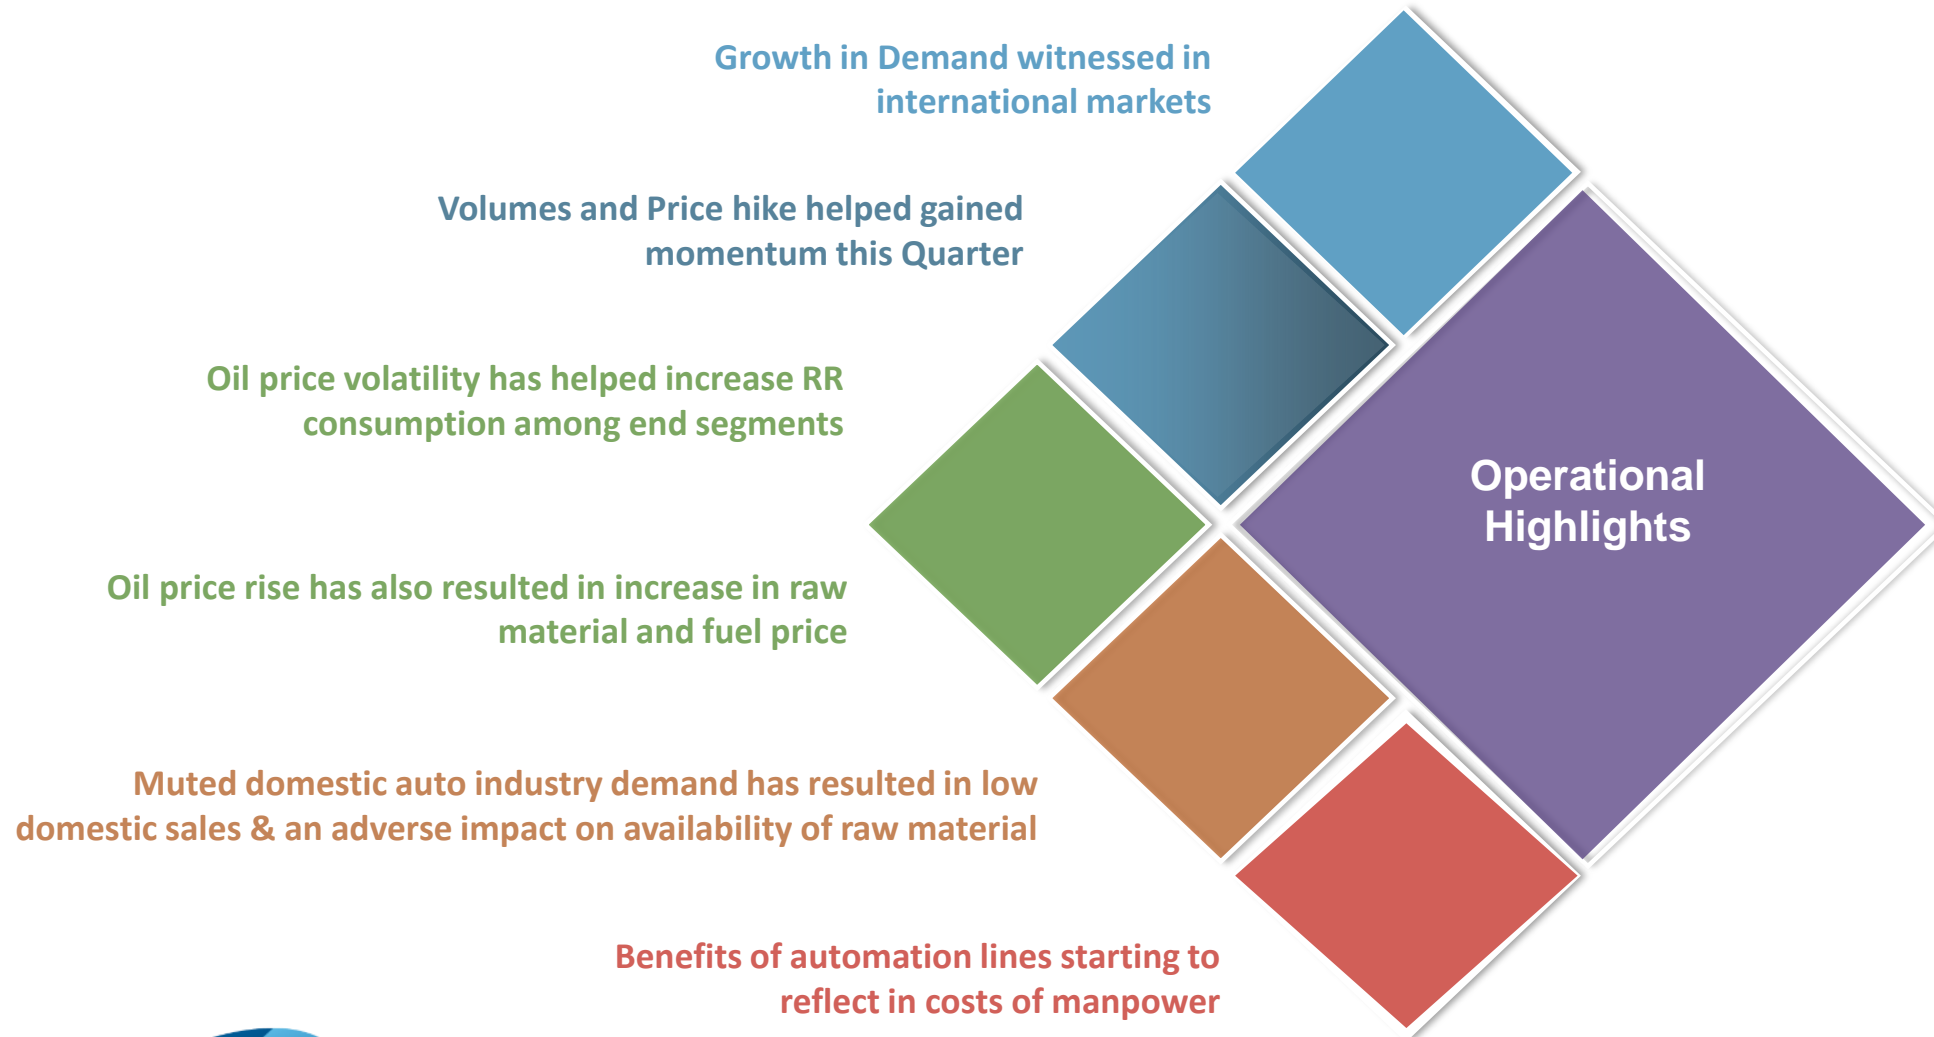 Growth in Demand witnessed in
international markets
Volumes and Price hike helped gained
momentum this Quarter
Oil price volatility has helped increase RR
consumption among end segments
Oil price rise has also resulted in increase in raw
material and fuel price
Muted domestic auto industry demand has resulted in low
domestic sales & an adverse impact on availability of raw material
Benefits of automation lines starting to
reflect in costs of manpower
Operational
Highlights